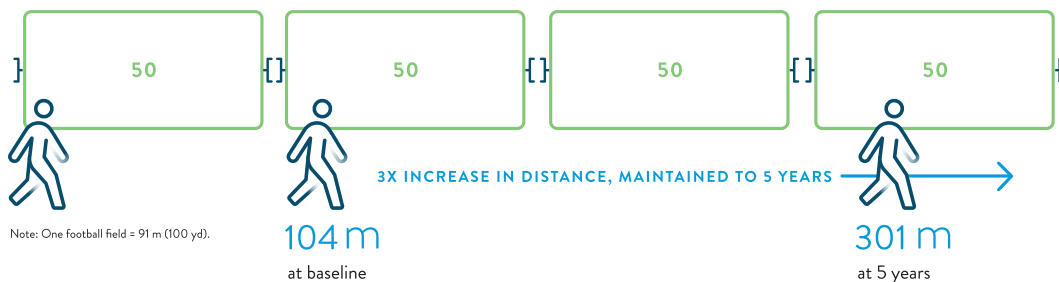 50 50 50 50
3X INCREASE IN DISTANCE, MAINTAINED TO 5 YEARS
Note: One football field = 91 m (100 yd).
104 m
at baseline
301 m
at 5 years